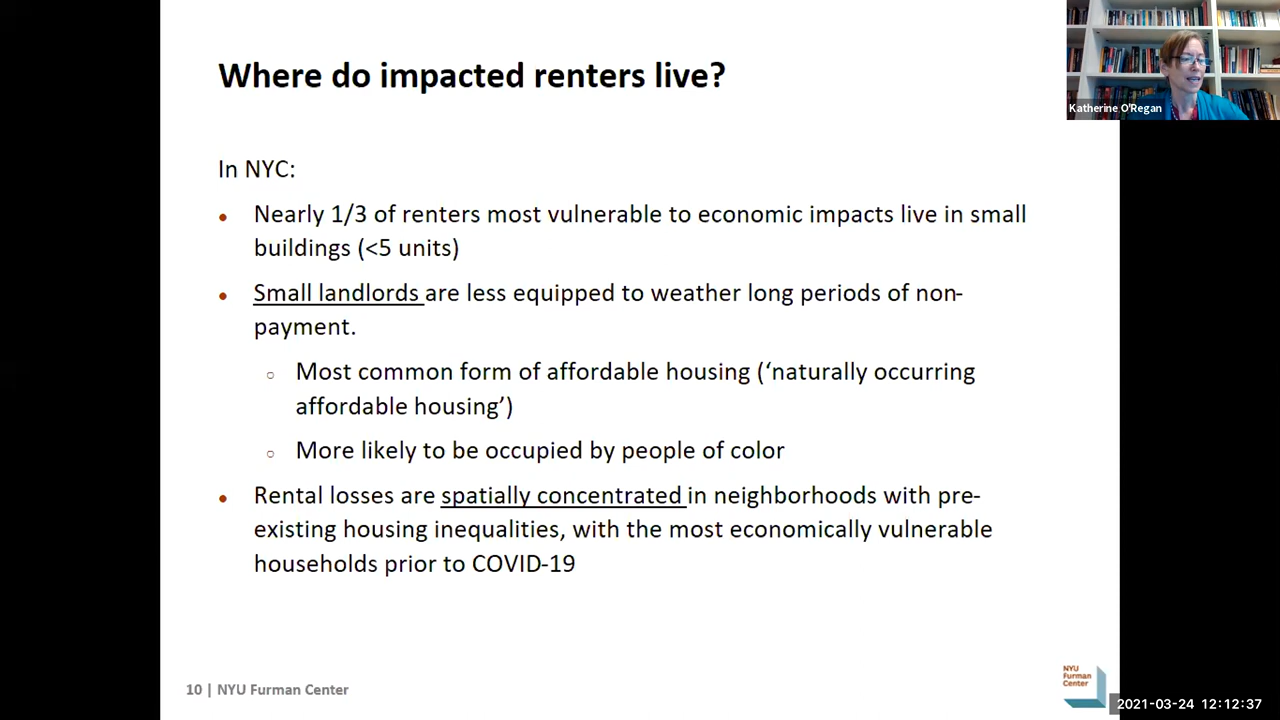 Where do impacted renters live?
Katherine O'Regan
In NYC:
• Nearly 1/3 of renters most vulnerable to economic impacts live in small
buildings (<5 units)
• Small landlords are less equipped to weather long periods of non-
payment.
○ Most common form of affordable housing (‘naturally occurring
affordable housing’)
○ More likely to be occupied by people of color
• Rental losses are spatially concentrated in neighborhoods with pre-
existing housing inequalities, with the most economically vulnerable
households prior to COVID-19
10 | NYU Furman Center
NYU
Furman
Center
2021-03-24 12:12:37